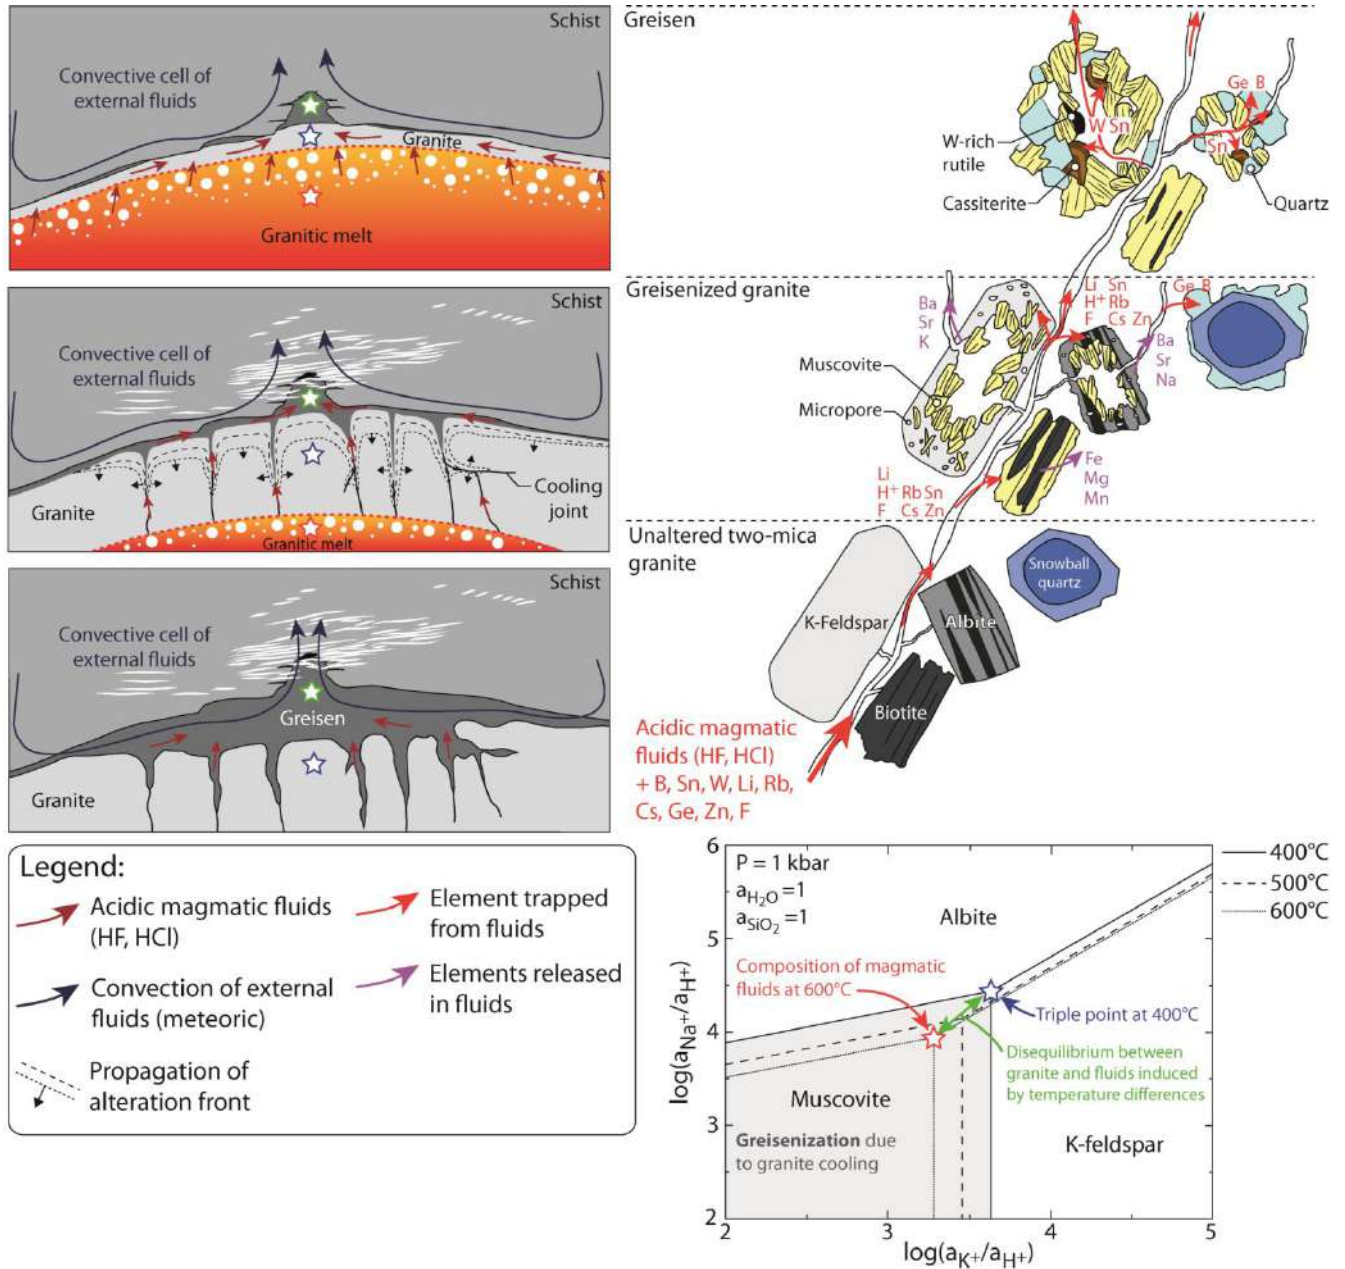 Schist
Convective cell of
external fluids
Granite
Granitic melt
Schist
Convective cell of
external fluids
Cooling
joint
Granite
Granitic melt
Schist
Convective cell of
external fluids
Greisen
Granite
Legend:
Acidic magmatic fluids
(HF, HCl)
Element trapped
from fluids
Convection of external
fluids (meteoric)
Elements released
in fluids
Propagation of
alteration front
Greisen
Ge B
W Sn
Sn
W-rich
rutile
Cassiterite
Quartz
Greisenized granite
Ba
Sr
K
Li Sn
H+ Rb
F Cs Zn
Ge B
Ba
Sr
Na
Muscovite
Micropore
Li
H+ Rb Sn
F Cs Zn
Fe
Mg
Mn
Unaltered two-mica
granite
Snowball
quartz
K-Feldspar
Albite
Biotite
Acidic magmatic
fluids (HF, HCl)
+ B, Sn, W, Li, Rb,
Cs, Ge, Zn, F
6
5
4
3
2
log(aNa+/aH+)
P = 1 kbar
aH2O=1
aSiO2=1
Albite
400°C
500°C
600°C
Composition of magmatic
fluids at 600°C
Triple point at 400°C
Disequilibrium between
granite and fluids induced
by temperature differences
Muscovite
Greisenization due
to granite cooling
K-feldspar
2 3 4 5
log(aK+/aH+)